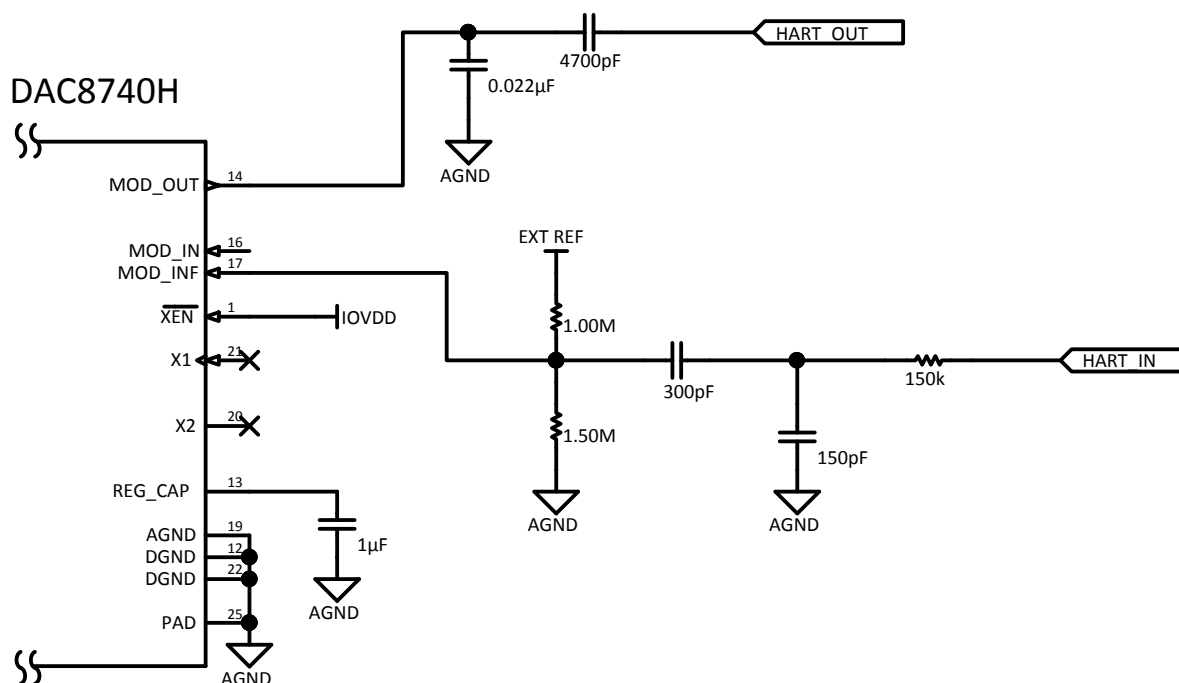 HART_OUT
4700pF
0.022µF
DAC8740H
AGND
MOD_OUT
14
MOD_IN
16
MOD_INF
17
EXT REF
XEN
1
IOVDD
1.00M
X1
21
300pF
150k
HART_IN
X2
20
1.50M
150pF
REG_CAP
13
1µF
AGND
AGND
AGND
19
DGND
12
DGND
22
AGND
PAD
25
AGND